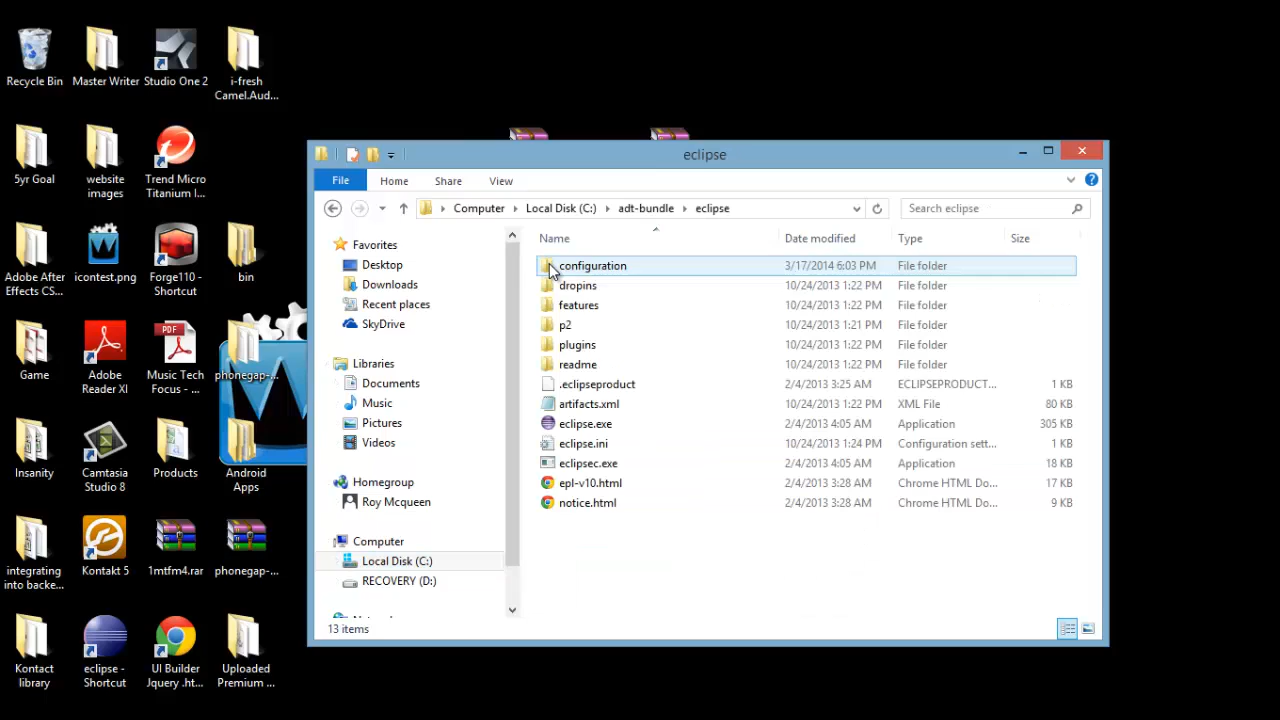 Recycle Bin
Master Writer
Studio One 2
i-fresh
Camel.Aud...
5yr Goal
website
images
Trend Micro
Titanium I...
Adobe After
Effects CS...
icontest.png
Forge110 -
Shortcut
bin
Game
Adobe
Reader XI
PDF
Music Tech
Focus - ...
phonegap-...
Insanity
Camtasia
Studio 8
Products
Android
Apps
integrating
into backe...
Kontakt 5
1mtfm4.rar
phonegap-...
Kontact
library
eclipse -
Shortcut
UI Builder
Jquery .ht...
Uploaded
Premium ...
eclipse
File
Home
Share
View
Computer
Local Disk (C:)
adt-bundle
eclipse
Search eclipse
Favorites
Desktop
Downloads
Recent places
SkyDrive
Libraries
Documents
Music
Pictures
Videos
Homegroup
Roy Mcqueen
Computer
Local Disk (C:)
RECOVERY (D:)
Name Date modified Type Size
configuration 3/17/2014 6:03 PM File folder
dropins 10/24/2013 1:22 PM File folder
features 10/24/2013 1:22 PM File folder
p2 10/24/2013 1:21 PM File folder
plugins 10/24/2013 1:22 PM File folder
readme 10/24/2013 1:22 PM File folder
.eclipseproduct 2/4/2013 3:25 AM ECLIPSEPRODUCT... 1 KB
artifacts.xml 10/24/2013 1:22 PM XML File 80 KB
eclipse.exe 2/4/2013 4:05 AM Application 305 KB
eclipse.ini 10/24/2013 1:24 PM Configuration sett... 1 KB
eclipsec.exe 2/4/2013 4:05 AM Application 18 KB
epl-v10.html 2/4/2013 3:28 AM Chrome HTML Do... 17 KB
notice.html 2/4/2013 3:28 AM Chrome HTML Do... 9 KB
13 items